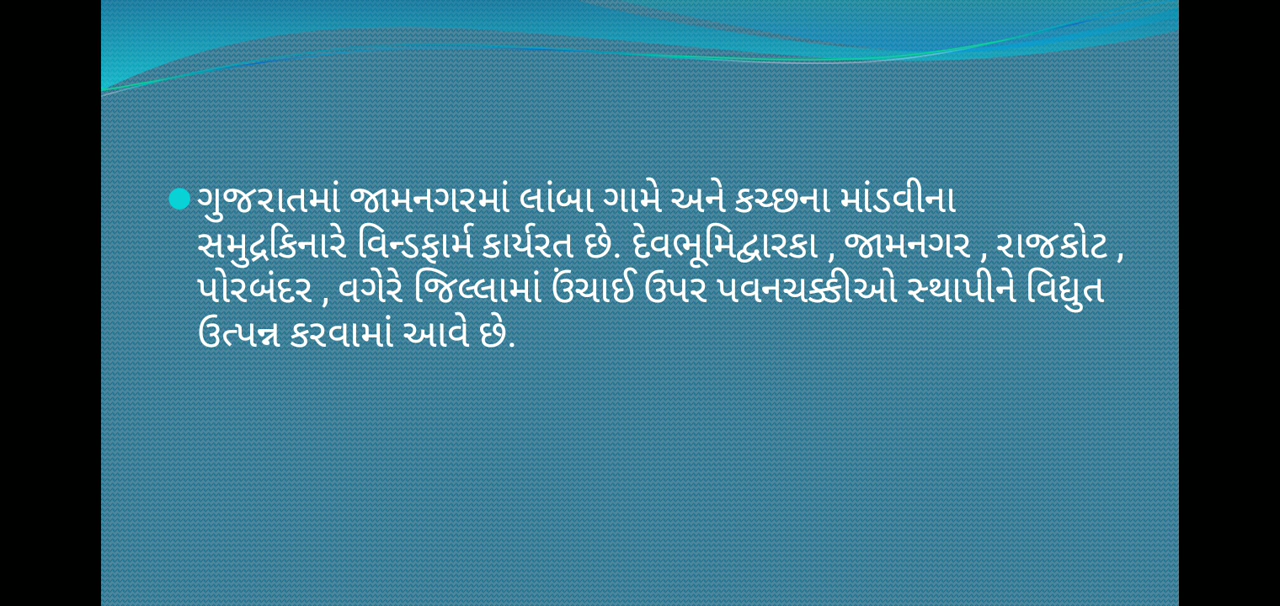 ગુજરાતમાં જામનગરમાં લાંબા ગામે અને કચ્છના માંડવીના
સમુદ્રકિનારે વિન્ડફાર્મ કાર્યરત છે. દેવભૂમિદ્વારકા , જામનગર , રાજકોટ ,
પોરબંદર , વગેરે જિલ્લામાં ઉંચાઈ ઉપર પવનચક્કીઓ સ્થાપીને વિદ્યુત
ઉત્પન્ન કરવામાં આવે છે.